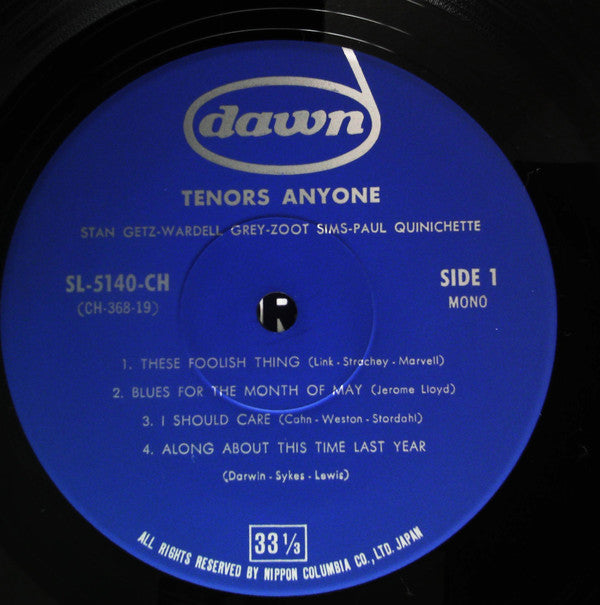 dawn
TENORS ANYONE
STAN GETZ-WARDELL GREY-ZOOT SIMS-PAUL QUINICHETTE
SL-5140-CH
(CH-368-19)
SIDE 1
MONO
1. THESE FOOLISH THING (Link - Strachey - Marvell)
2. BLUES FOR THE MONTH OF MAY (Jerome Lloyd)
3. I SHOULD CARE (Cahn - Weston - Stordahl)
4. ALONG ABOUT THIS TIME LAST YEAR
(Darwin - Sykes - Lewis)
33 1/3
ALL RIGHTS RESERVED BY NIPPON COLUMBIA CO., LTD. JAPAN